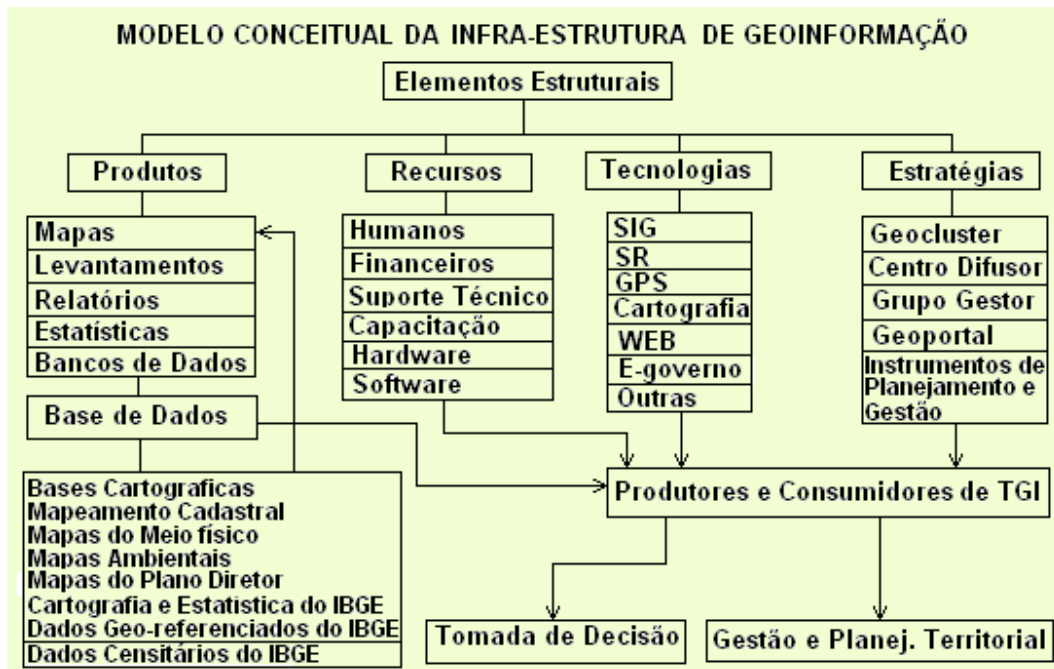 MODELO CONCEITUAL DA INFRA-ESTRUTURA DE GEOINFORMAÇÃO
Elementos Estruturais
Produtos
Recursos
Tecnologias
Estratégias
Mapas
Levantamentos
Relatórios
Estatísticas
Bancos de Dados
Humanos
Financeiros
Suporte Técnico
Capacitação
Hardware
Software
SIG
SR
GPS
Cartografia
WEB
E-governo
Outras
Geocluster
Centro Difusor
Grupo Gestor
Geoportal
Instrumentos de
Planejamento e
Gestão
Base de Dados
Bases Cartograficas
Mapeamento Cadastral
Mapas do Meio físico
Mapas Ambientais
Mapas do Plano Diretor
Cartografia e Estatistica do IBGE
Dados Geo-referenciados do IBGE
Dados Censitários do IBGE
Produtores e Consumidores de TGI
Tomada de Decisão
Gestão e Planej. Territorial